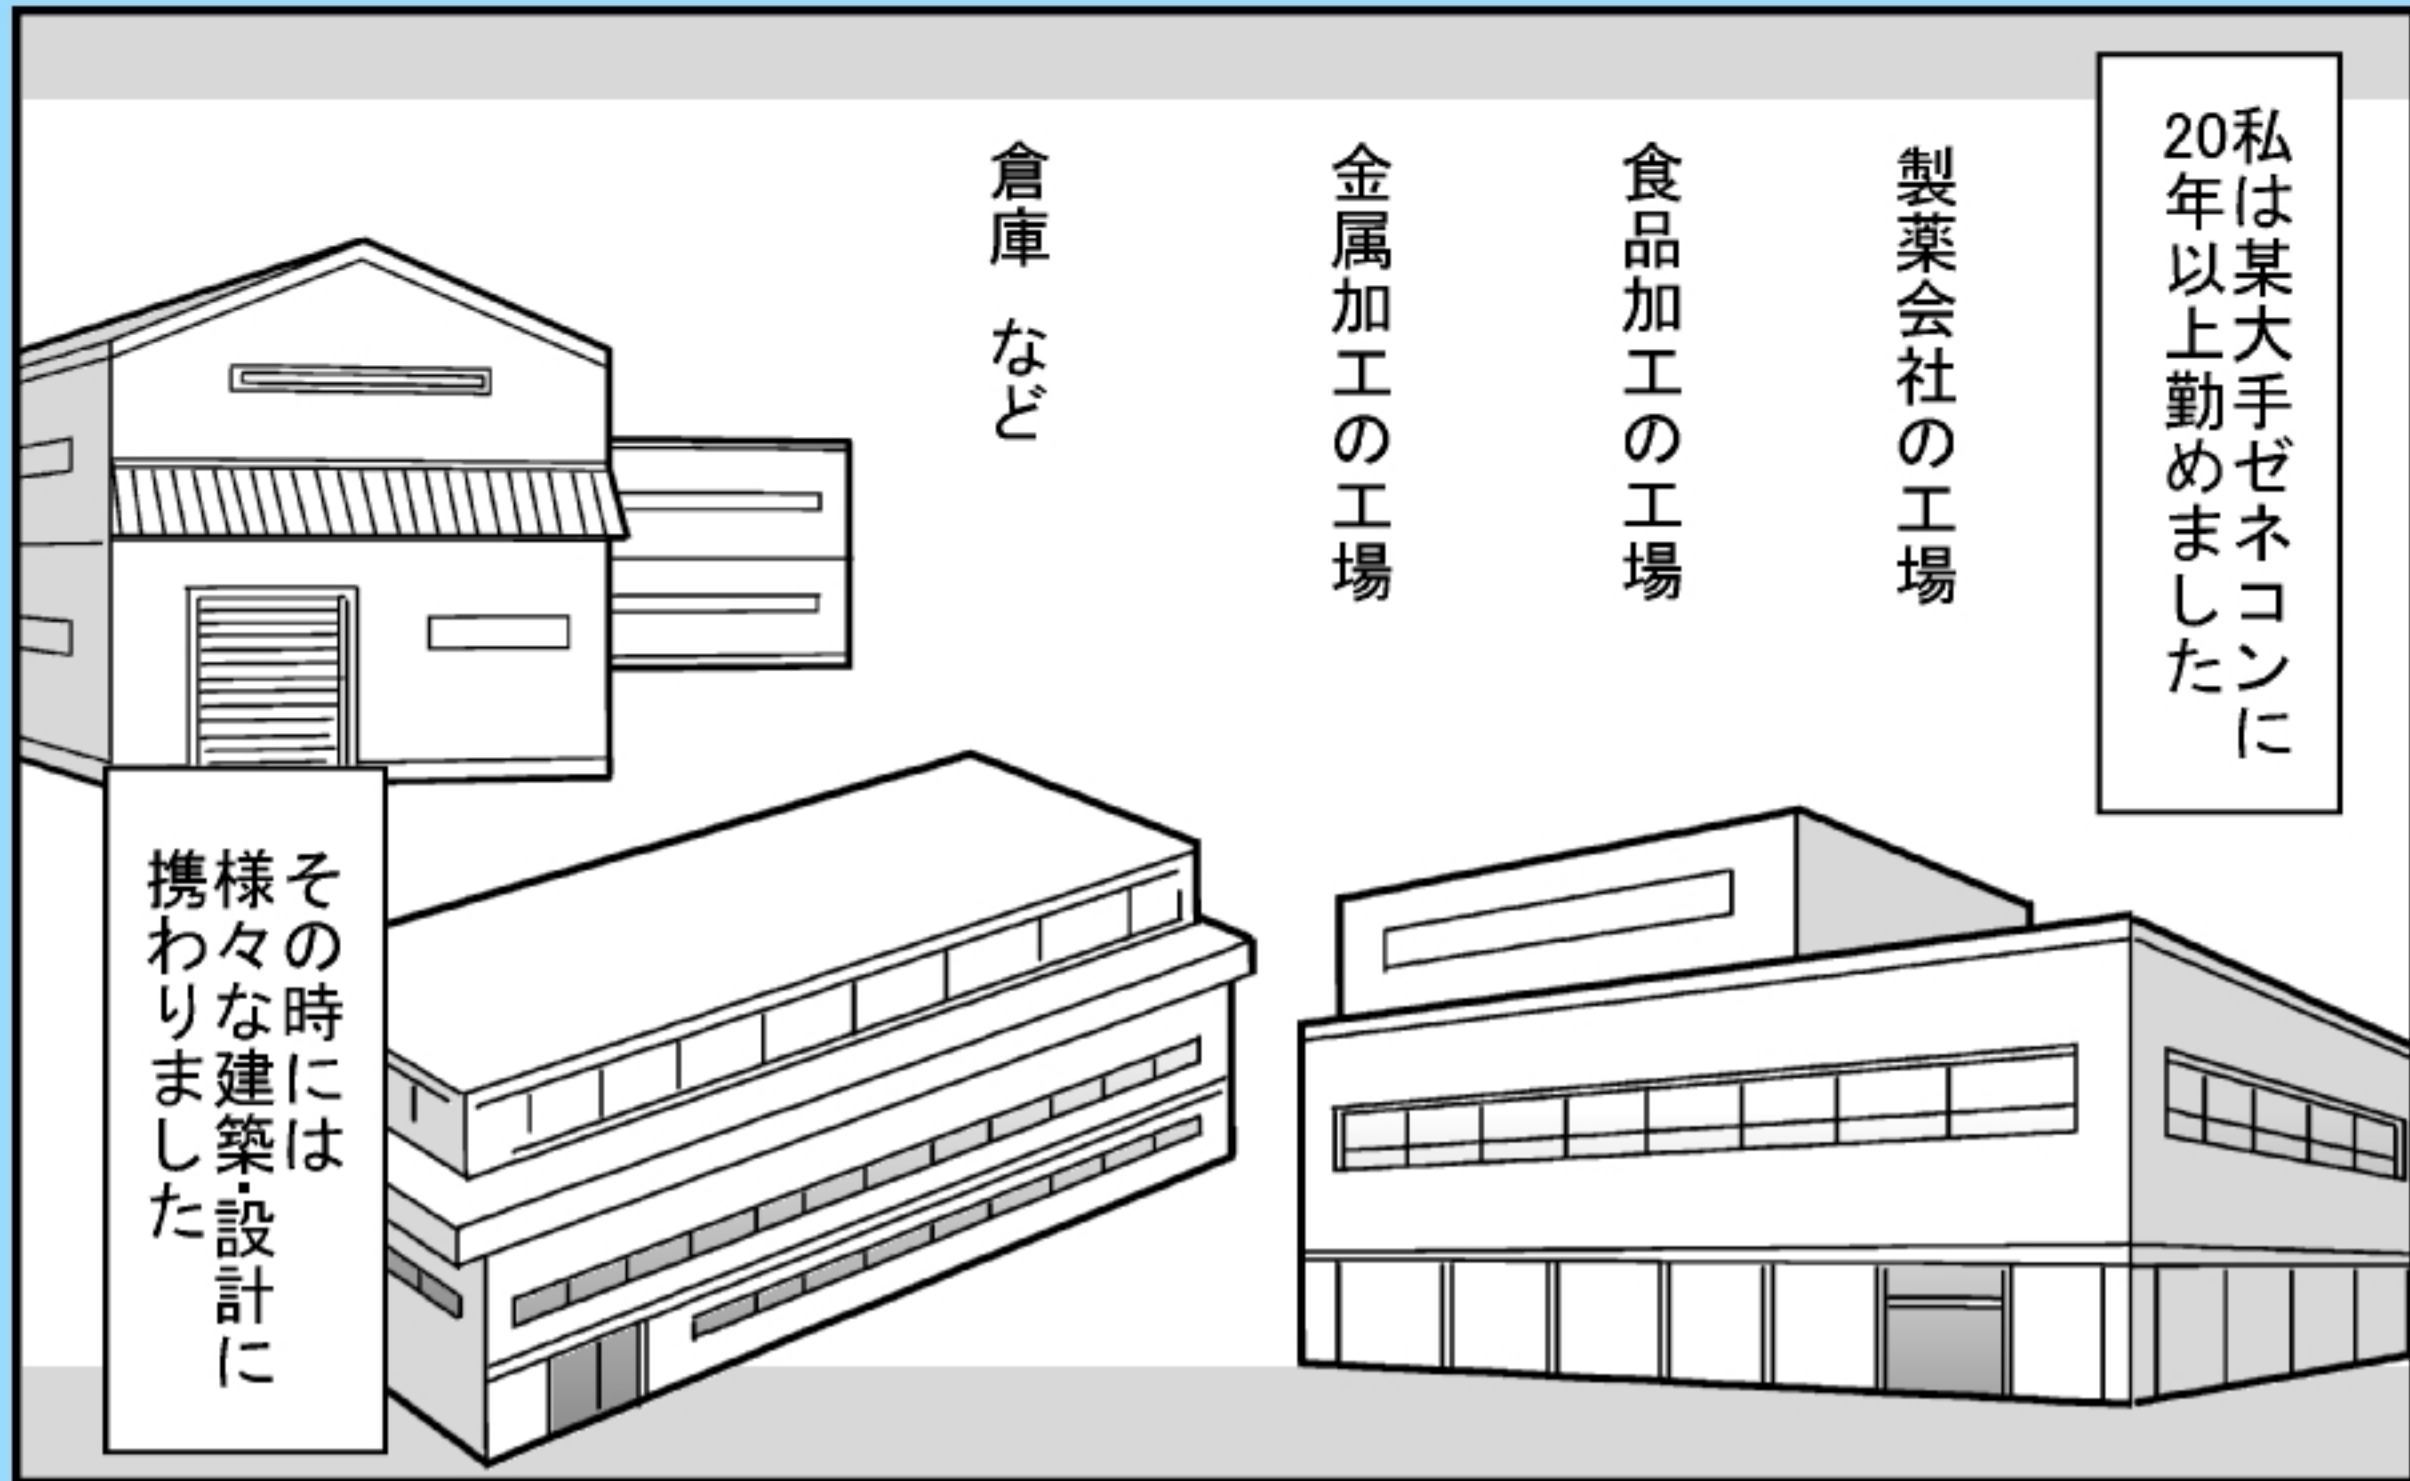 私は某大手ゼネコンに
20年以上勤めました
製薬会社の工場
食品加工の工場
金属加工の工場
倉庫 など
その時には
様々な建築・設計に
携わりました